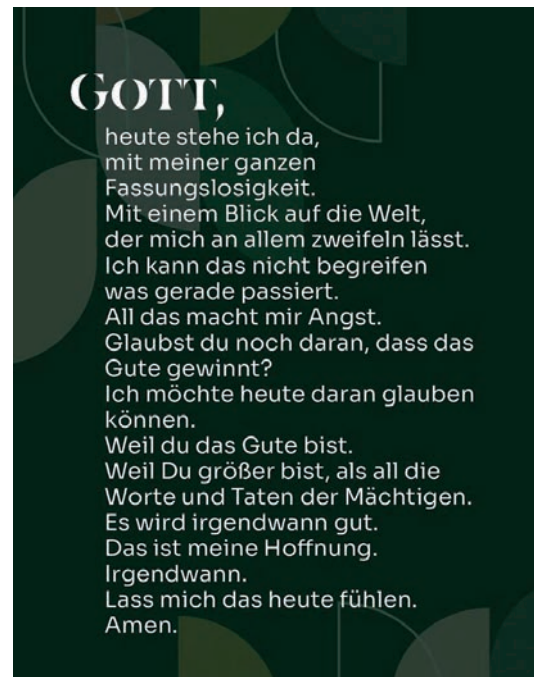 GOTT,
heute stehe ich da,
mit meiner ganzen
Fassungslosigkeit.
Mit einem Blick auf die Welt,
der mich an allem zweifeln lässt.
Ich kann das nicht begreifen
was gerade passiert.
All das macht mir Angst.
Glaubst du noch daran, dass das
Gute gewinnt?
Ich möchte heute daran glauben
können.
Weil du das Gute bist.
Weil Du größer bist, als all die
Worte und Taten der Mächtigen.
Es wird irgendwann gut.
Das ist meine Hoffnung.
Irgendwann.
Lass mich das heute fühlen.
Amen.